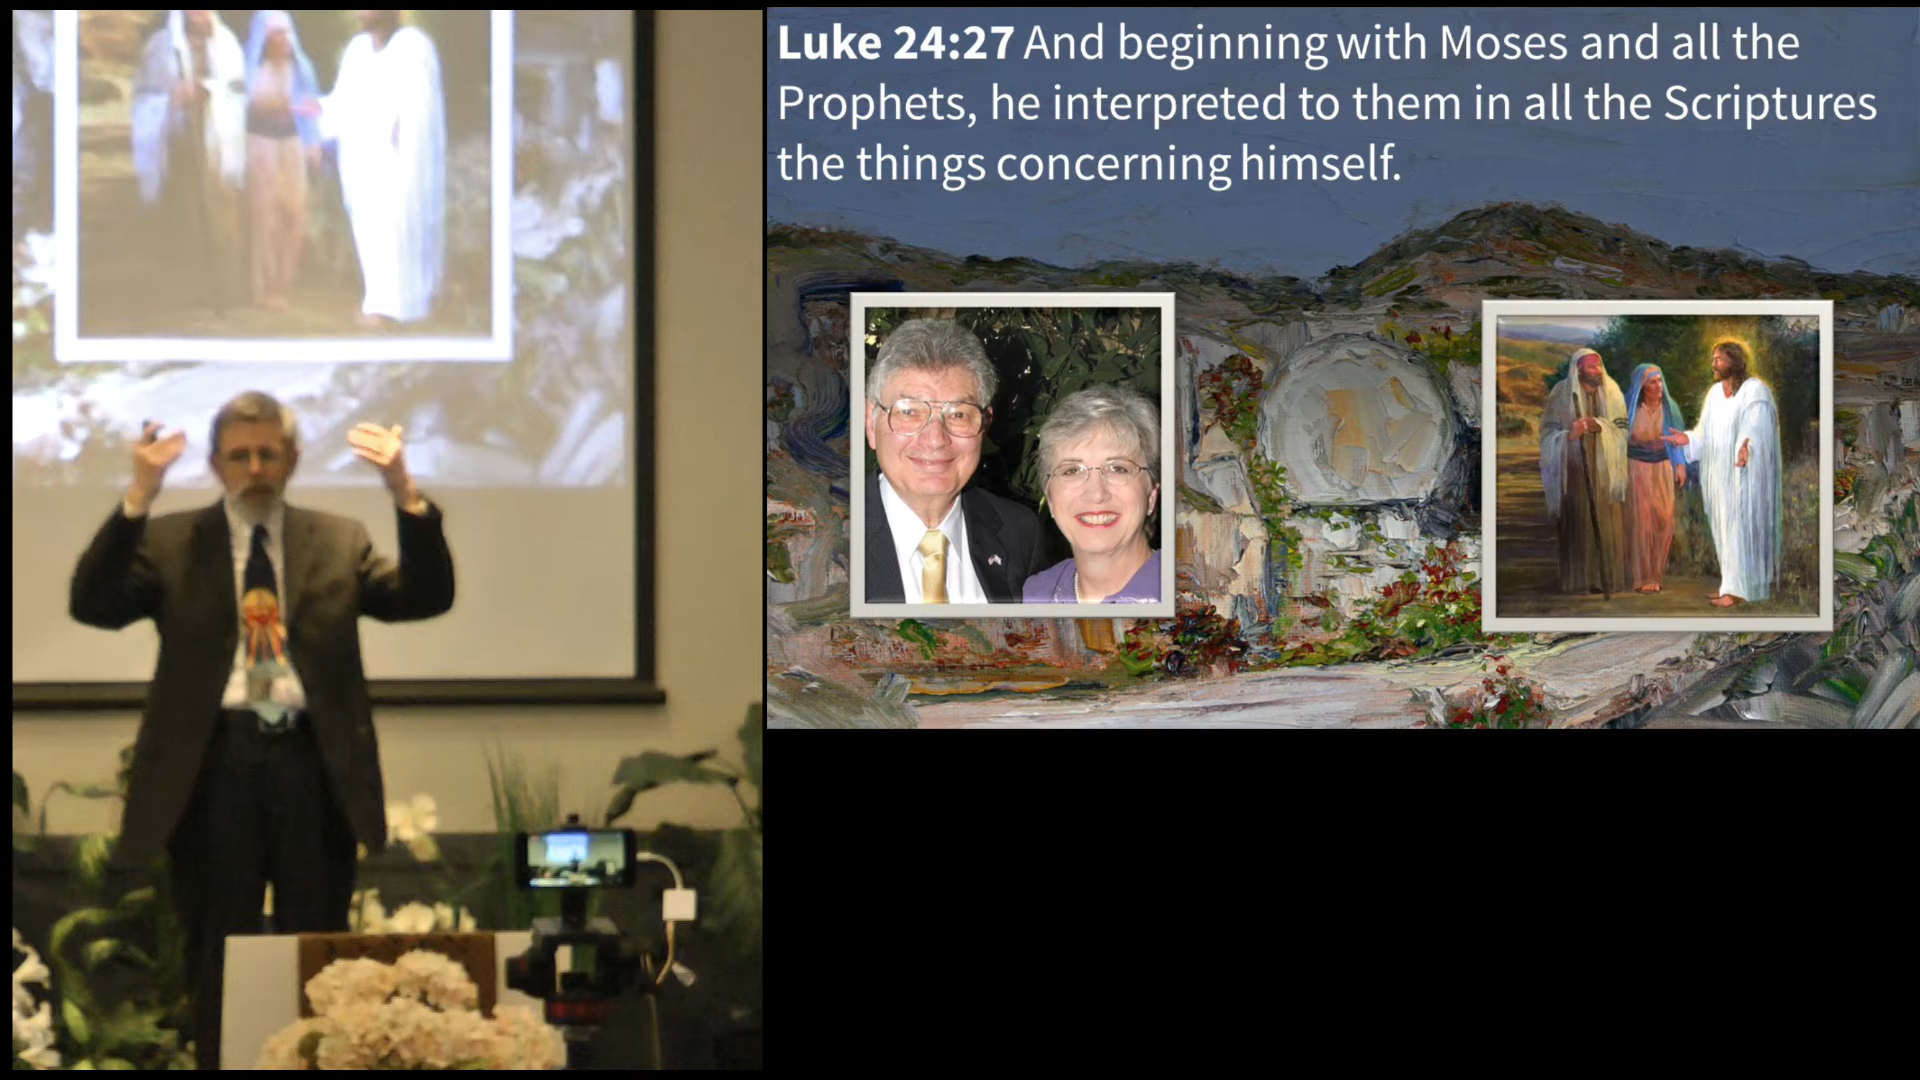 Luke 24:27 And beginning with Moses and all the
Prophets, he interpreted to them in all the Scriptures
the things concerning himself.